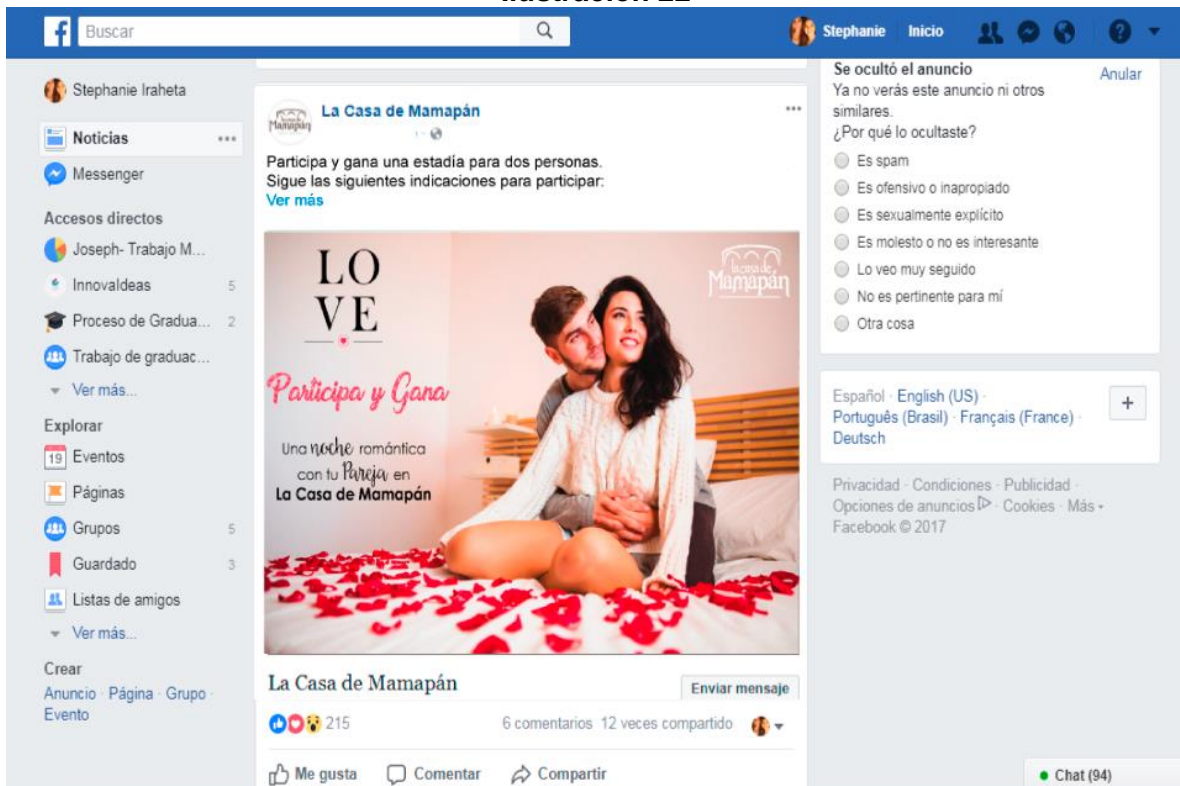 Buscar
Stephanie
Inicio
Stephanie Iraheta
Noticias
Messenger
Accesos directos
Joseph- Trabajo M...
InnovaIdeas 5
Proceso de Gradua... 2
Trabajo de graduac...
Ver más...
Explorar
19 Eventos
Páginas
Grupos 5
Guardado 3
Listas de amigos
Ver más...
Crear
Anuncio · Página · Grupo ·
Evento
Mamapán
La Casa de Mamapán
Participa y gana una estadía para dos personas.
Sigue las siguientes indicaciones para participar:
Ver más
LO
VE
la casa de
Mamapán
Participa y Gana
Una noche romántica
con tu Pareja en
La Casa de Mamapán
La Casa de Mamapán
Enviar mensaje
215
6 comentarios 12 veces compartido
Me gusta Comentar Compartir
Se ocultó el anuncio
Anular
Ya no verás este anuncio ni otros
similares.
¿Por qué lo ocultaste?
Es spam
Es ofensivo o inapropiado
Es sexualmente explícito
Es molesto o no es interesante
Lo veo muy seguido
No es pertinente para mí
Otra cosa
Español · English (US) ·
Português (Brasil) · Français (France) ·
Deutsch
Privacidad · Condiciones · Publicidad ·
Opciones de anuncios · Cookies · Más
Facebook © 2017
Chat (94)